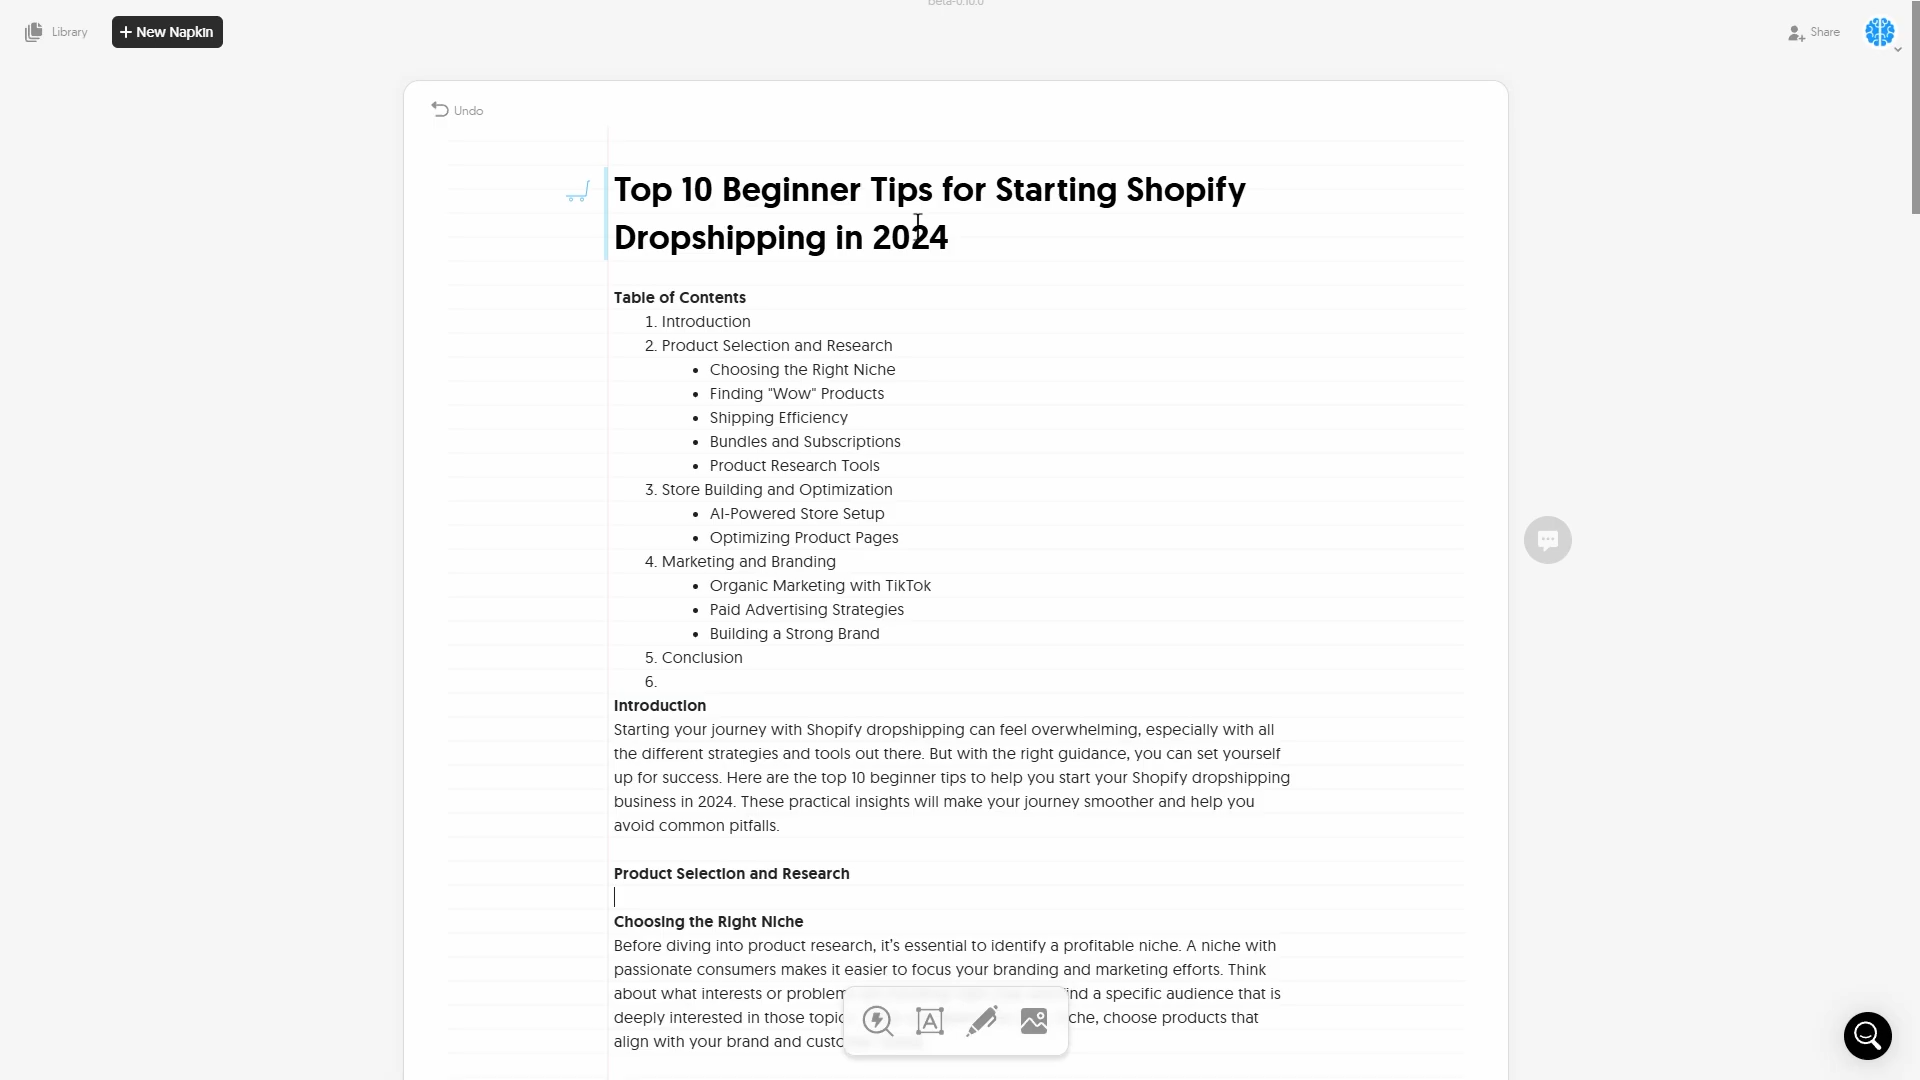 beta-0.10.0
Library
+ New Napkin
Share
Undo
Top 10 Beginner Tips for Starting Shopify
Dropshipping in 2024
Table of Contents
1. Introduction
2. Product Selection and Research
• Choosing the Right Niche
• Finding "Wow" Products
• Shipping Efficiency
• Bundles and Subscriptions
• Product Research Tools
3. Store Building and Optimization
• AI-Powered Store Setup
• Optimizing Product Pages
4. Marketing and Branding
• Organic Marketing with TikTok
• Paid Advertising Strategies
• Building a Strong Brand
5. Conclusion
6.
Introduction
Starting your journey with Shopify dropshipping can feel overwhelming, especially with all
the different strategies and tools out there. But with the right guidance, you can set yourself
up for success. Here are the top 10 beginner tips to help you start your Shopify dropshipping
business in 2024. These practical insights will make your journey smoother and help you
avoid common pitfalls.
Product Selection and Research
Choosing the Right Niche
Before diving into product research, it’s essential to identify a profitable niche. A niche with
passionate consumers makes it easier to focus your branding and marketing efforts. Think
about what interests or problem ind a specific audience that is
deeply interested in those topic che, choose products that
align with your brand and custo
A